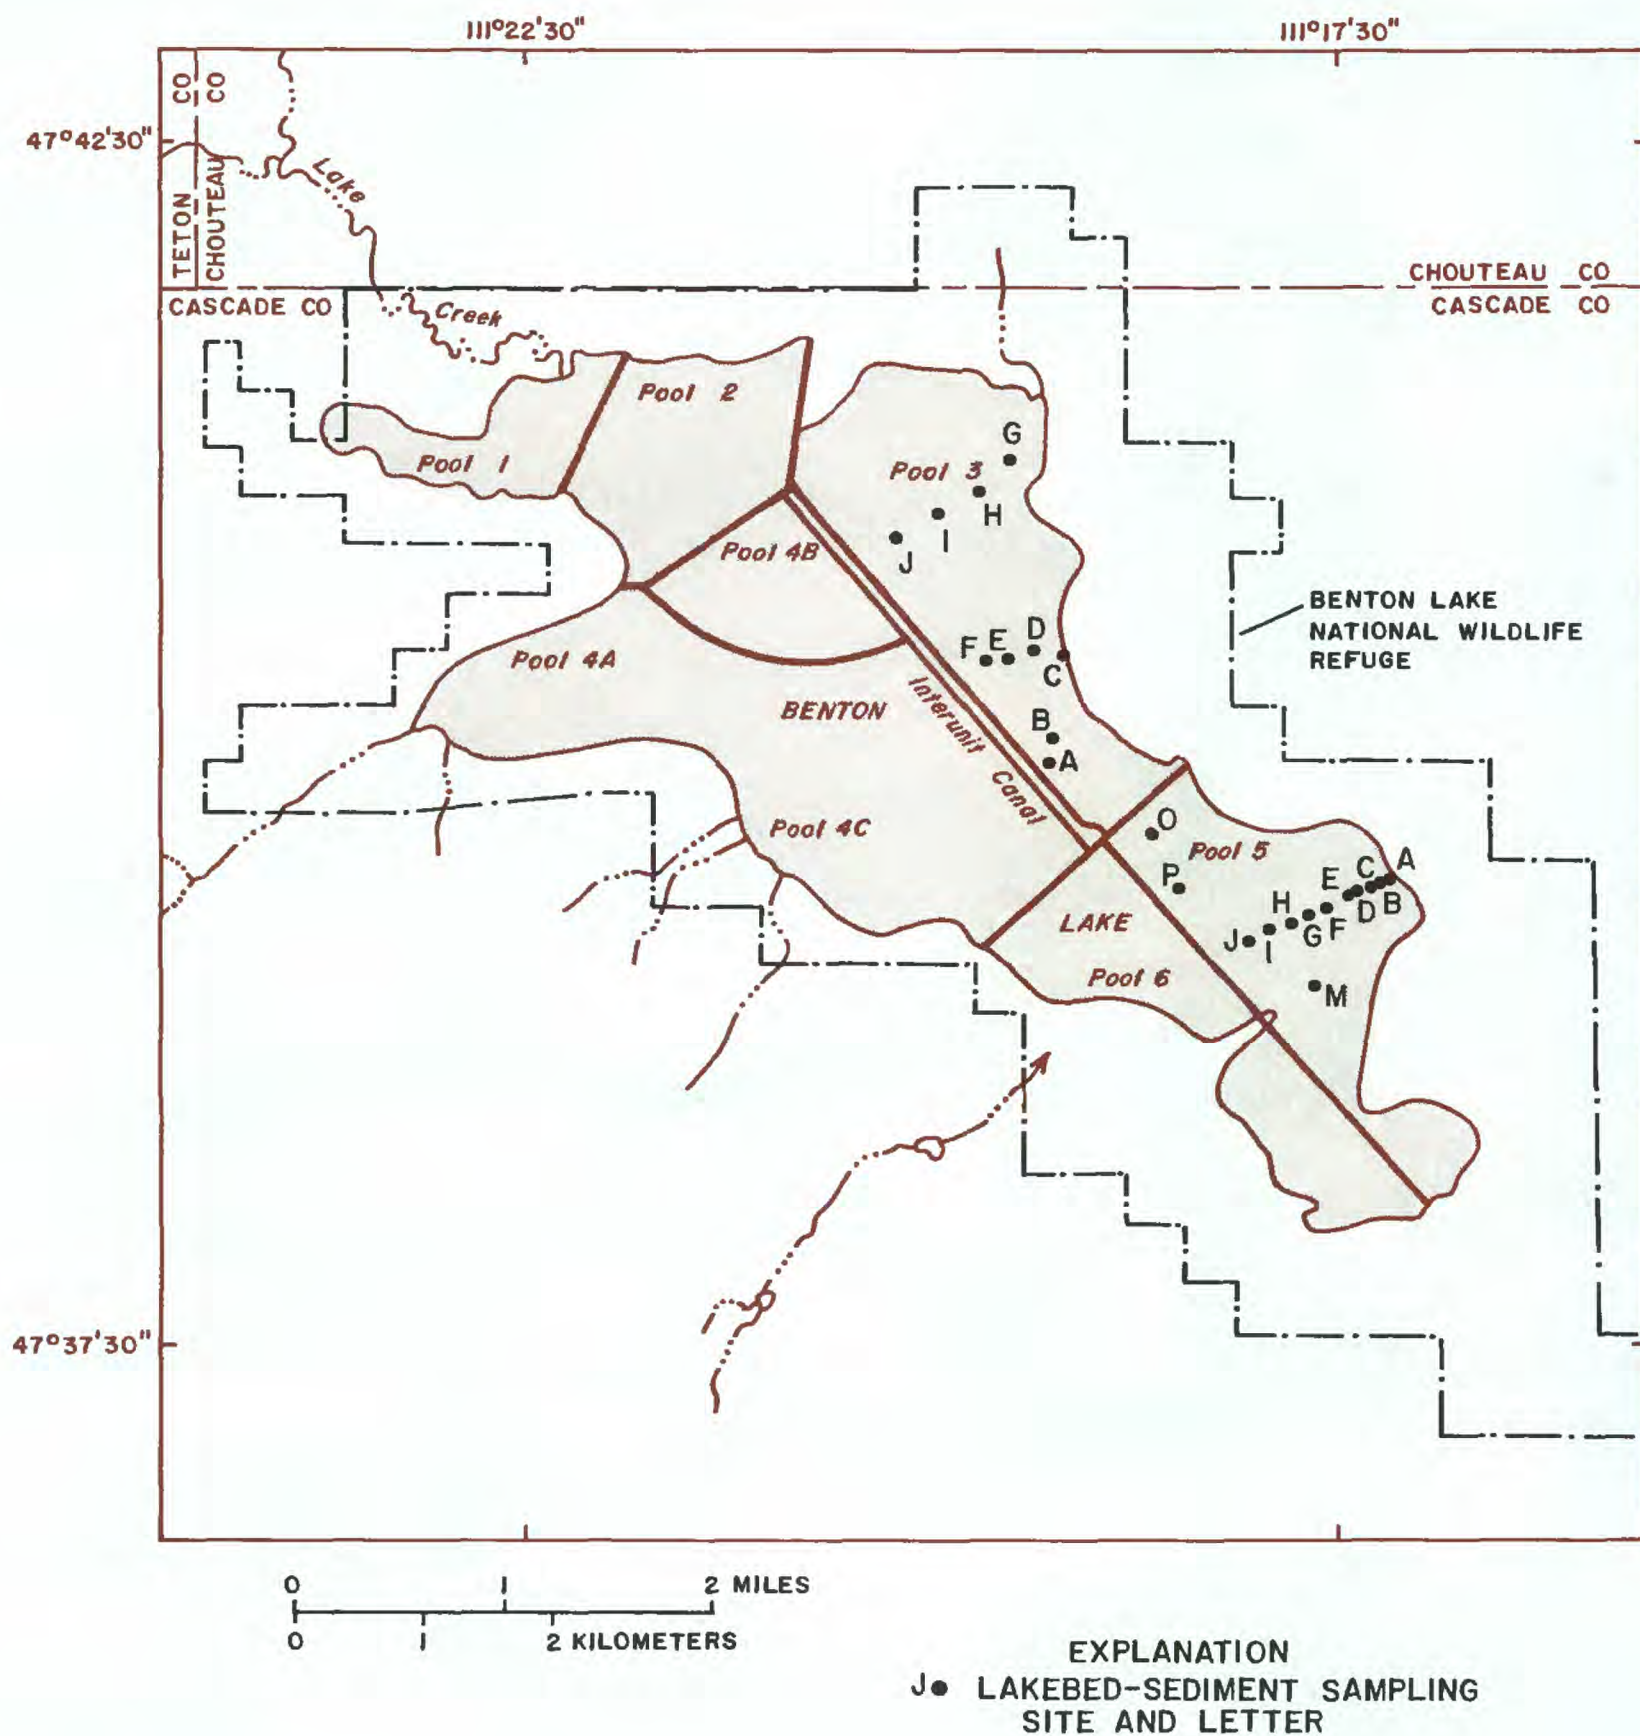 111°22'30"
111°17'30"
47°42'30"
TETON CO
CHOUTEAU CO
Lake
Creek
CASCADE CO
CHOUTEAU CO
CASCADE CO
Pool 2
Pool 1
Pool 3
G
H
I
J
Pool 4B
BENTON LAKE
NATIONAL WILDLIFE
REFUGE
Pool 4A
F E D
C
BENTON
Interunit Canal
B
A
Pool 4C
O
Pool 5
P
E C A
H D B
J I G F
LAKE
Pool 6
M
47°37'30"
0 1 2 MILES
0 1 2 KILOMETERS
EXPLANATION
J LAKEBED-SEDIMENT SAMPLING
SITE AND LETTER